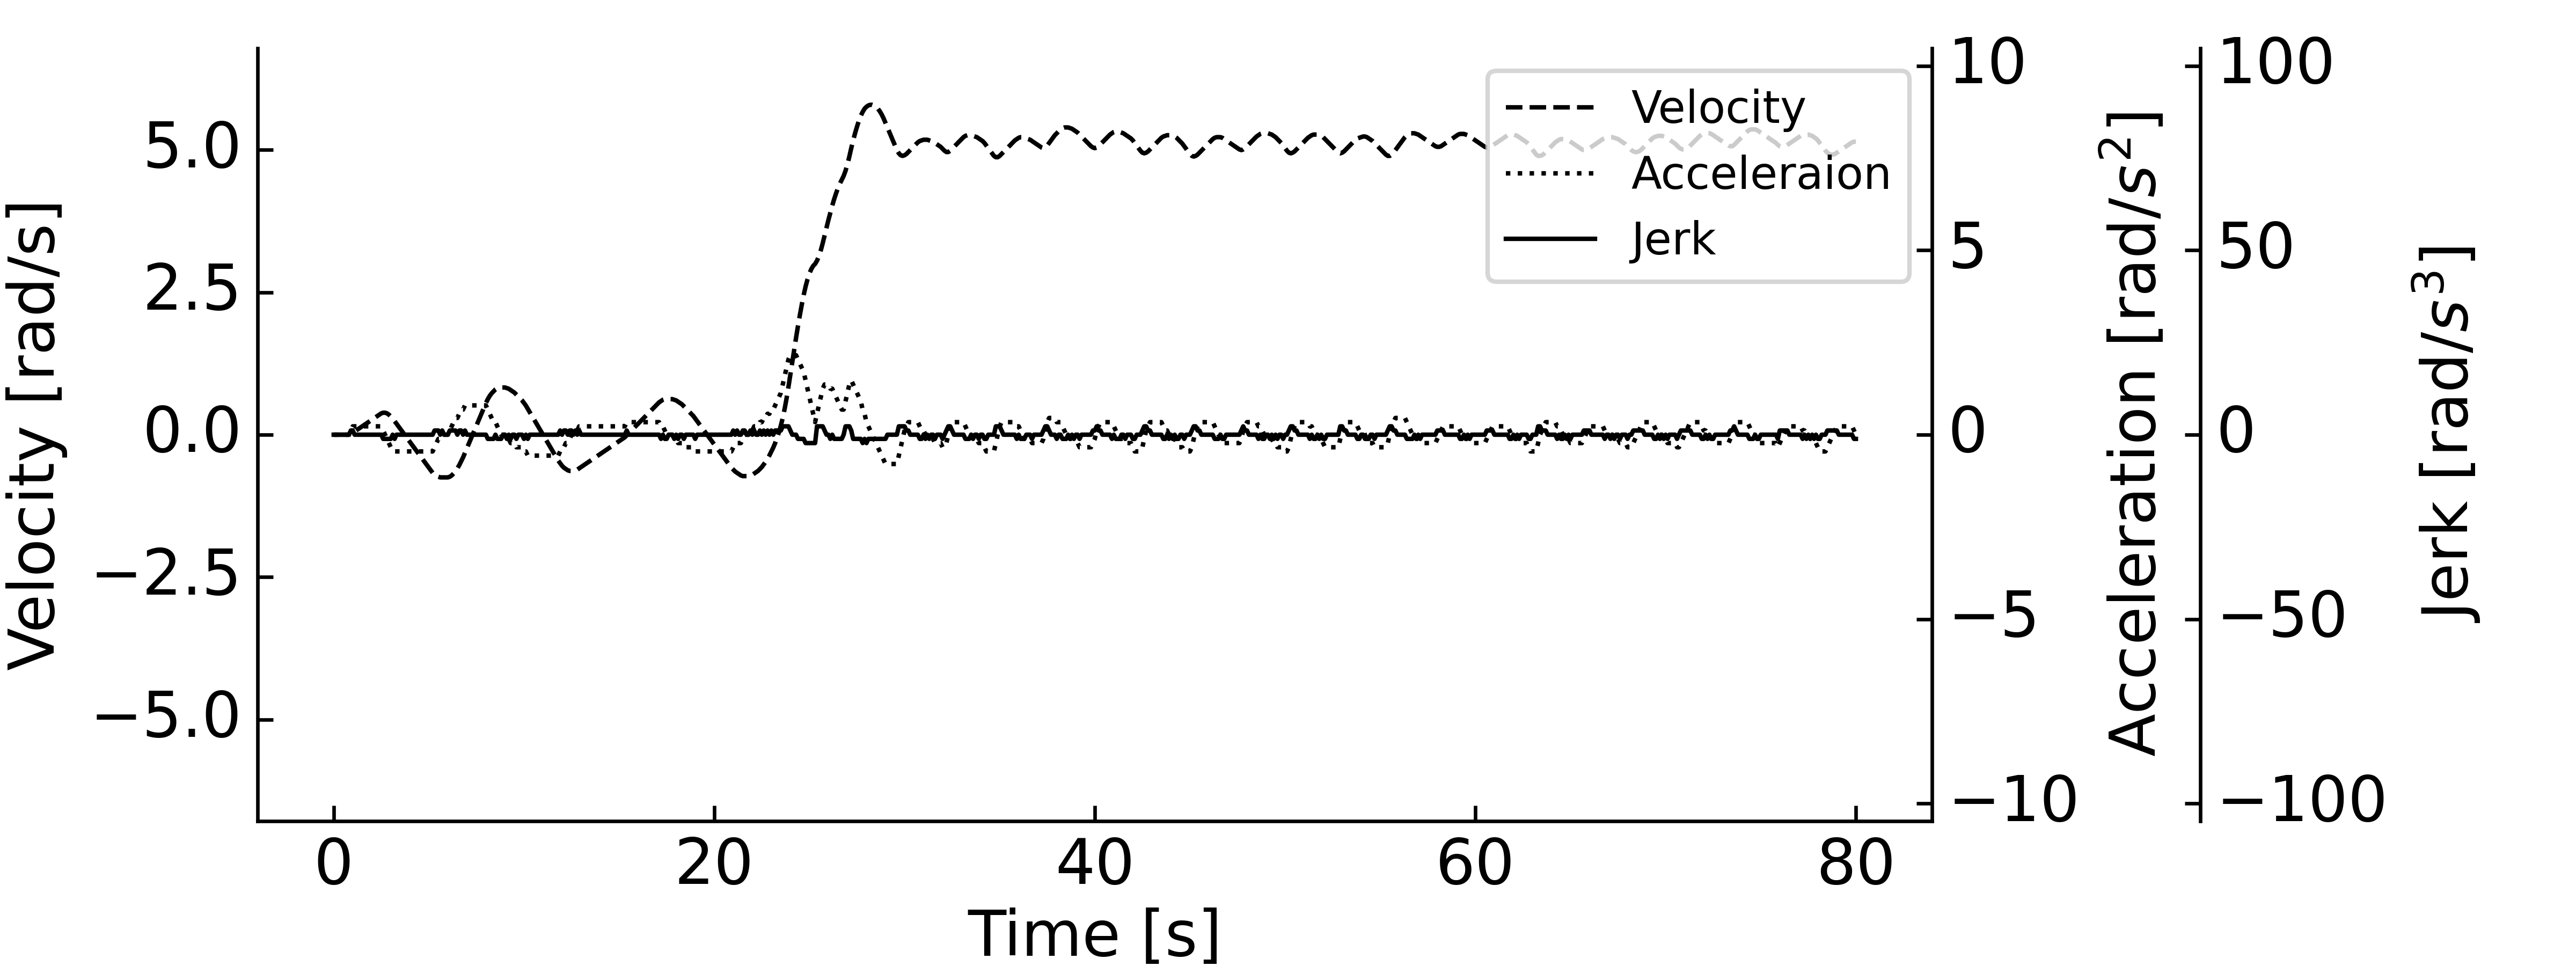 Velocity [rad/s]
5.0
2.5
0.0
−2.5
−5.0
0
20
40
60
80
Time [s]
Velocity
Acceleraion
Jerk
10
5
0
−5
−10
Acceleration [rad/s²]
100
50
0
−50
−100
Jerk [rad/s³]